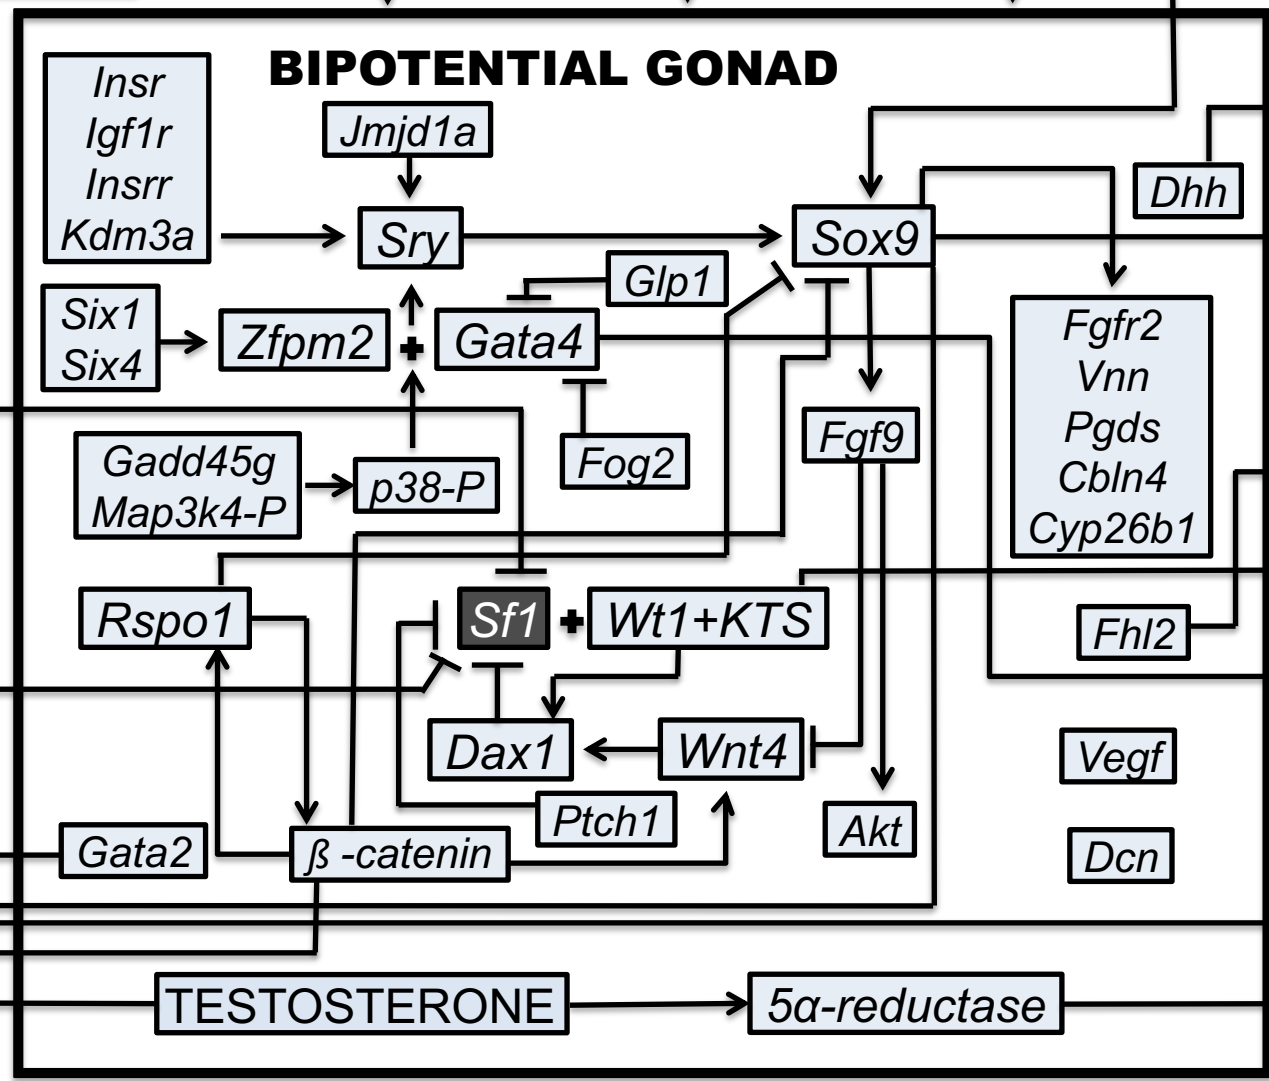 BIPOTENTIAL GONAD
Insr
Igf1r
Insrr
Kdm3a
Jmjd1a
Dhh
Sry
Sox9
Glp1
Six1
Six4
Zfpm2
Gata4
Fgfr2
Vnn
Pgds
Cbln4
Cyp26b1
Fgf9
Fog2
Gadd45g
Map3k4-P
p38-P
Rspo1
Sf1
Wt1+KTS
Fhl2
Dax1
Wnt4
Vegf
Ptch1
Akt
Gata2
ß -catenin
Dcn
TESTOSTERONE
5α-reductase